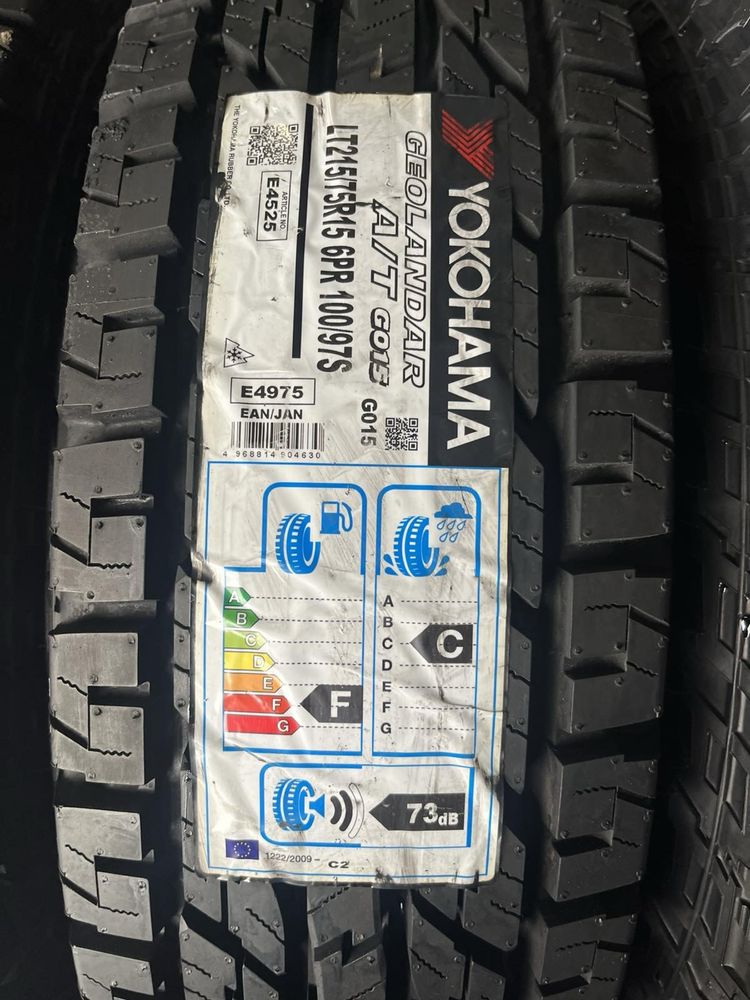 YOKOHAMA
GEOLANDAR
A/T G015
G015
LT215/75R15 6PR 100/97S
ARTICLE NO.
E4525
THE YOKOHAMA RUBBER CO., LTD.
E4975
EAN/JAN
4 968814 904630
A
B
C
D
E
F
G
F
A
B
C
D
E
F
G
C
73dB
1222/2009 - C2